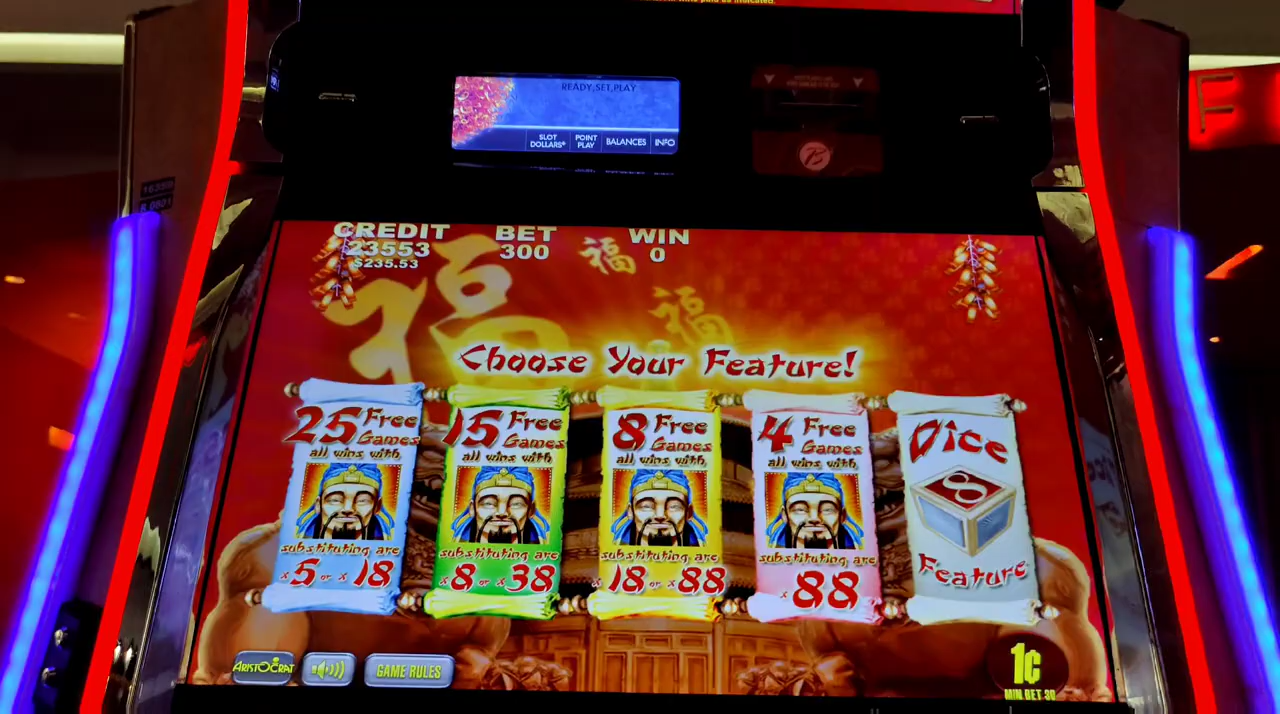 READY,SET,PLAY
SLOT DOLLARS® POINT PLAY BALANCES INFO
B
F
CREDIT BET WIN
23553 300 0
$235.53
福
福
福
Choose Your Feature!
25 Free Games
all wins with
substituting are
x5 or x18
15 Free Games
all wins with
substituting are
x8 or x38
8 Free Games
all wins with
substituting are
x18 or x88
4 Free Games
all wins with
substituting are
x88
Dice
8
Feature
ARISTOCRAT
GAME RULES
1¢
MIN BET 30